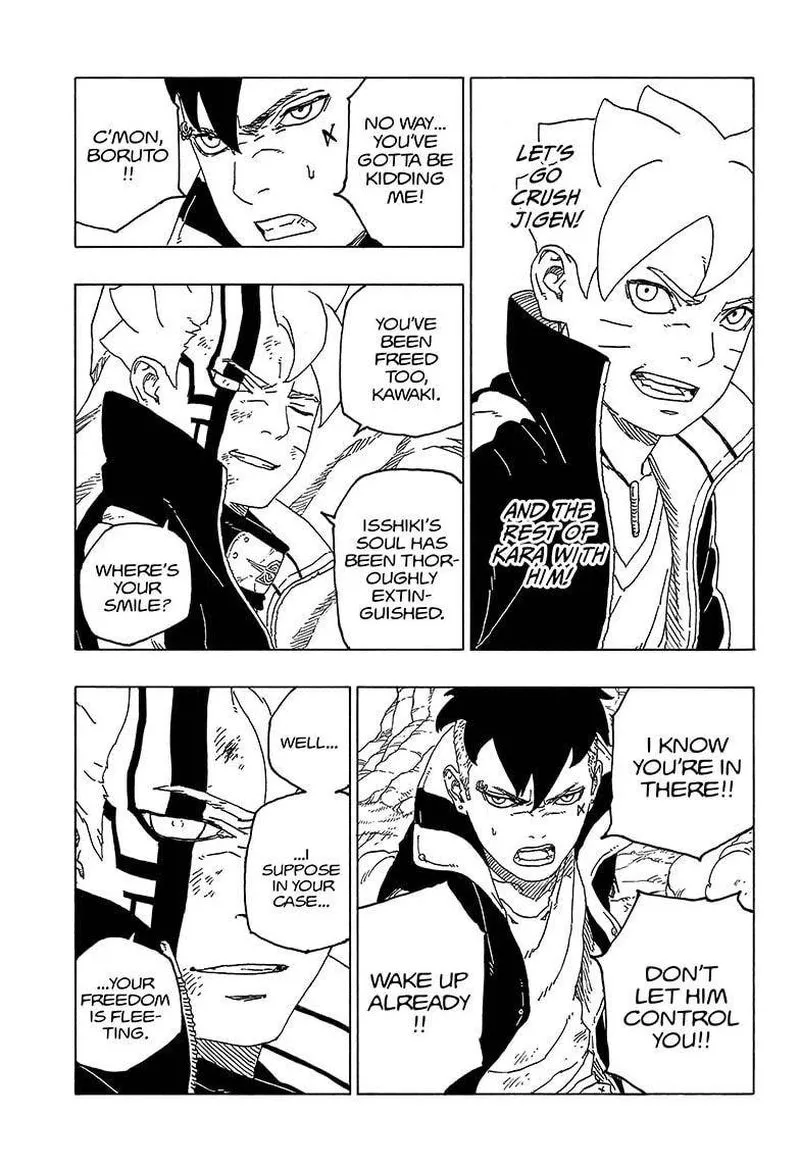 LET'S
GO
CRUSH
JIGEN!
AND THE
REST OF
KARA WITH
HIM!
NO WAY...
YOU'VE
GOTTA BE
KIDDING
ME!
C'MON,
BORUTO
!!
YOU'VE
BEEN
FREED
TOO,
KAWAKI.
ISSHIKI'S
SOUL HAS
BEEN THOR-
OUGHLY
EXTIN-
GUISHED.
WHERE'S
YOUR
SMILE?
I KNOW
YOU'RE IN
THERE!!
DON'T
LET HIM
CONTROL
YOU!!
WAKE UP
ALREADY
!!
WELL...
...I
SUPPOSE
IN YOUR
CASE...
...YOUR
FREEDOM
IS FLEE-
TING.